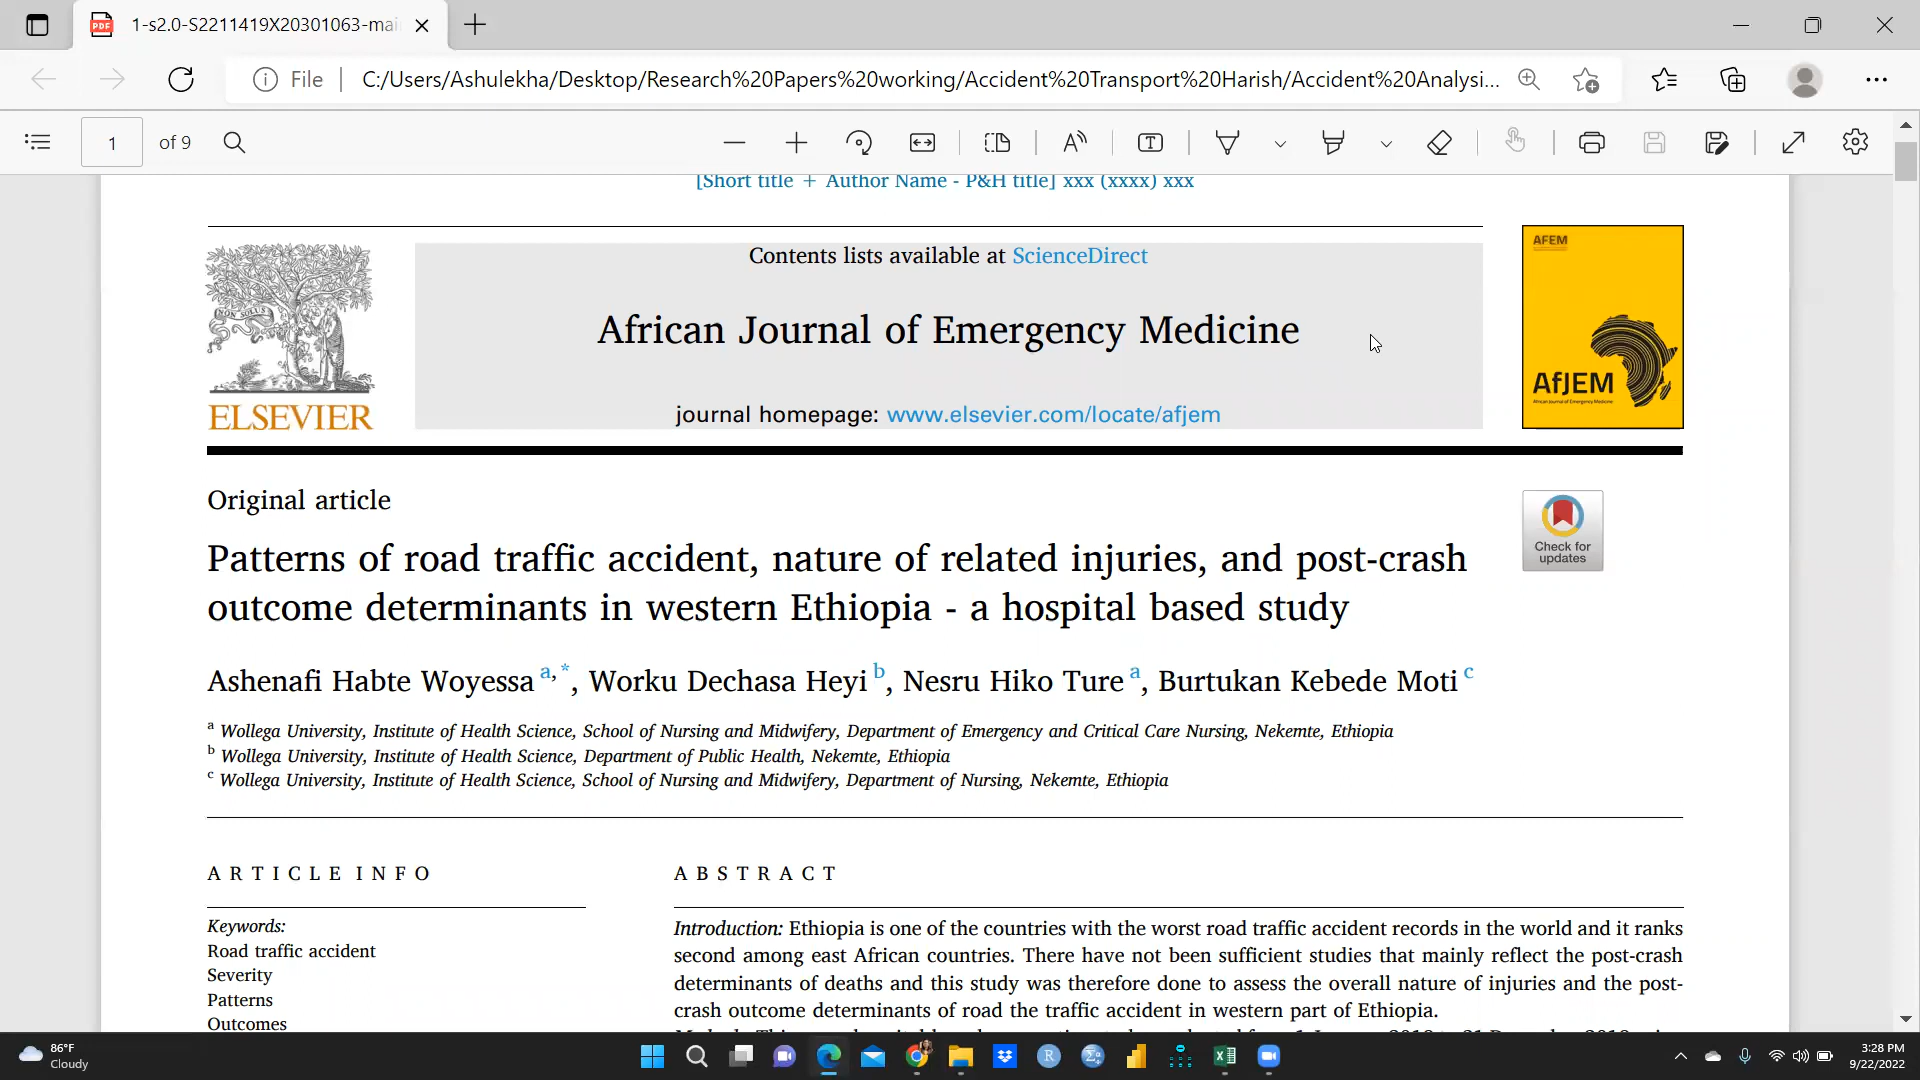 1-s2.0-S2211419X20301063-mai
File
C:/Users/Ashulekha/Desktop/Research%20Papers%20working/Accident%20Transport%20Harish/Accident%20Analysi...
1 of 9
[Short title + Author Name - P&H title] xxx (xxxx) xxx
Contents lists available at ScienceDirect
African Journal of Emergency Medicine
journal homepage: www.elsevier.com/locate/afjem
NON SOLUS
ELSEVIER
AFEM
AfJEM
African Journal of Emergency Medicine
Original article
Patterns of road traffic accident, nature of related injuries, and post-crash
outcome determinants in western Ethiopia - a hospital based study
Check for
updates
Ashenafi Habte Woyessa a,*, Worku Dechasa Heyi b, Nesru Hiko Ture a, Burtukan Kebede Moti c
a Wollega University, Institute of Health Science, School of Nursing and Midwifery, Department of Emergency and Critical Care Nursing, Nekemte, Ethiopia
b Wollega University, Institute of Health Science, Department of Public Health, Nekemte, Ethiopia
c Wollega University, Institute of Health Science, School of Nursing and Midwifery, Department of Nursing, Nekemte, Ethiopia
ARTICLE INFO
Keywords:
Road traffic accident
Severity
Patterns
Outcomes
ABSTRACT
Introduction: Ethiopia is one of the countries with the worst road traffic accident records in the world and it ranks
second among east African countries. There have not been sufficient studies that mainly reflect the post-crash
determinants of deaths and this study was therefore done to assess the overall nature of injuries and the post-
crash outcome determinants of road the traffic accident in western part of Ethiopia.
86°F
Cloudy
3:28 PM
9/22/2022